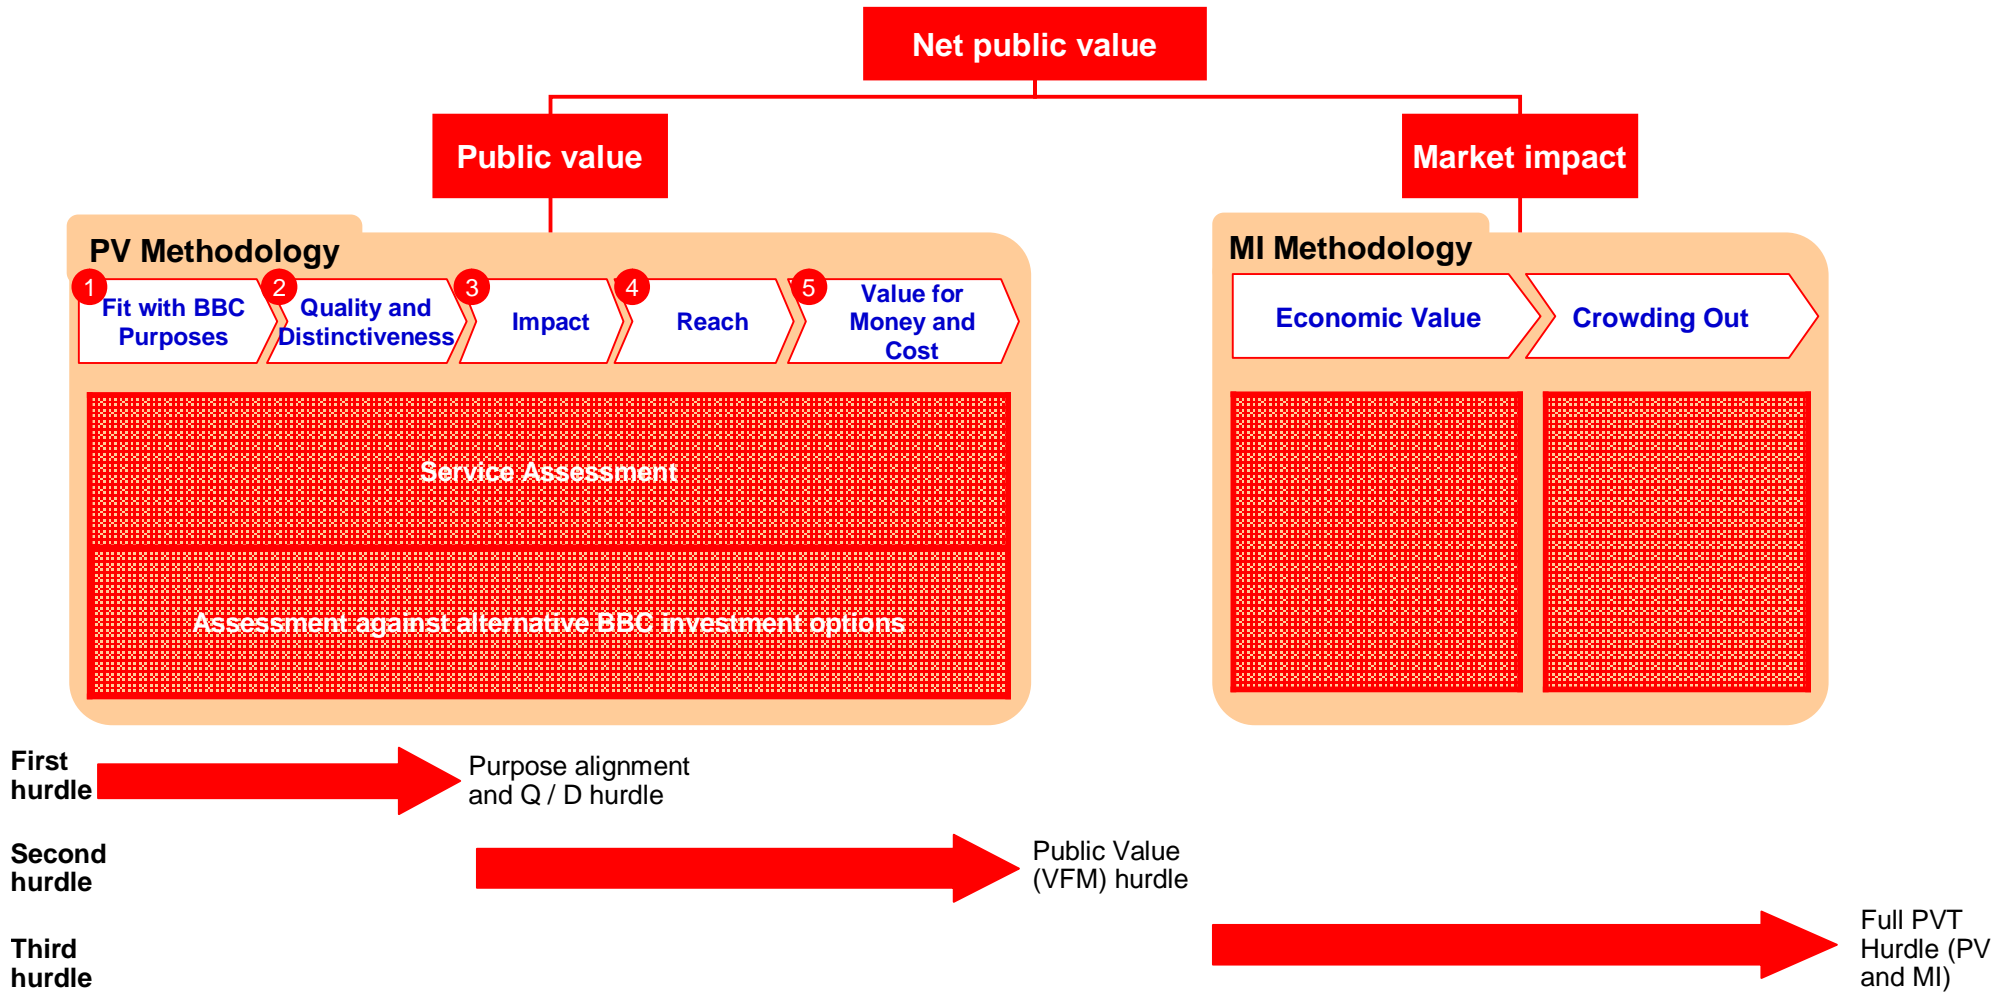 Net public value
Public value
Market impact
PV Methodology
MI Methodology
1
Fit with BBC
Purposes
2
Quality and
Distinctiveness
3
Impact
4
Reach
5
Value for
Money and
Cost
Economic Value
Crowding Out
Service Assessment
Assessment against alternative BBC investment options
First
hurdle
Purpose alignment
and Q / D hurdle
Second
hurdle
Public Value
(VFM) hurdle
Third
hurdle
Full PVT
Hurdle (PV
and MI)